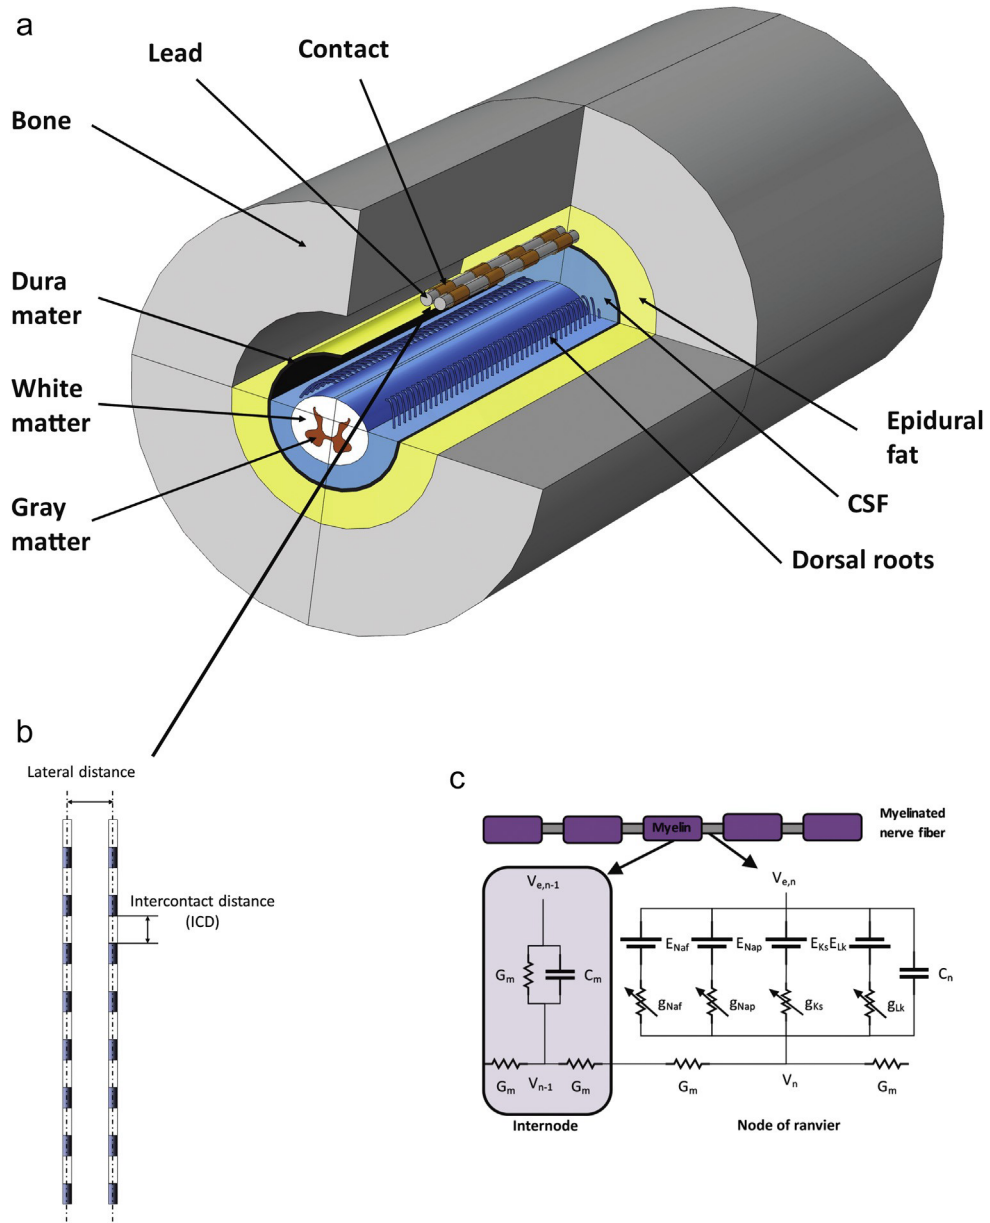 a
Lead
Contact
Bone
Dura
mater
White
matter
Gray
matter
Epidural
fat
CSF
Dorsal roots
b
Lateral distance
Intercontact distance
(ICD)
c
Myelin
Myelinated
nerve fiber
Ve,n-1
Ve,n
ENaf
ENap
EKs
ELk
Gm
Cm
Cn
gNaf
gNap
gKs
gLk
Gm
Vn-1
Gm
Gm
Vn
Gm
Internode
Node of ranvier